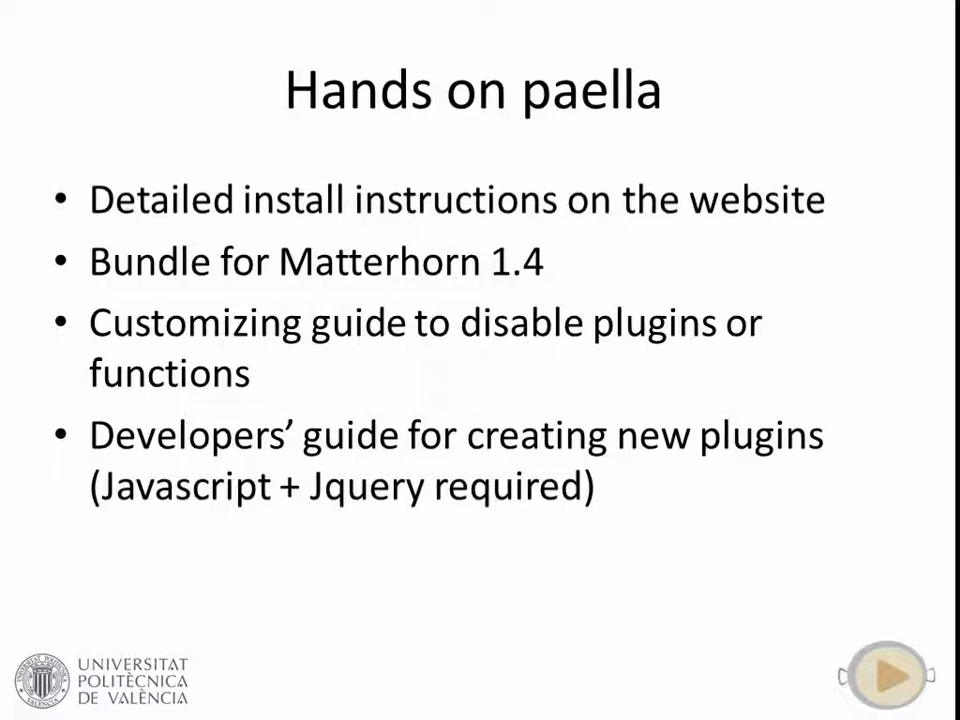 Hands on paella
• Detailed install instructions on the website
• Bundle for Matterhorn 1.4
• Customizing guide to disable plugins or
functions
• Developers’ guide for creating new plugins
(Javascript + Jquery required)
UNIVERSITAT
POLITÈCNICA
DE VALÈNCIA